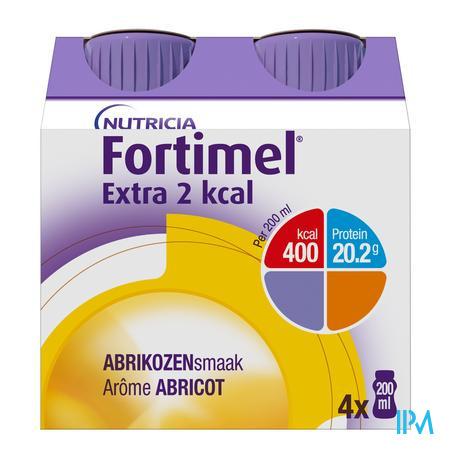 NUTRICIA
Fortimel®
Extra 2 kcal
Per 200 ml
kcal
400
Protein
20.2g
ABRIKOZENsmaak
Arôme ABRICOT
4x
200
ml
IPM